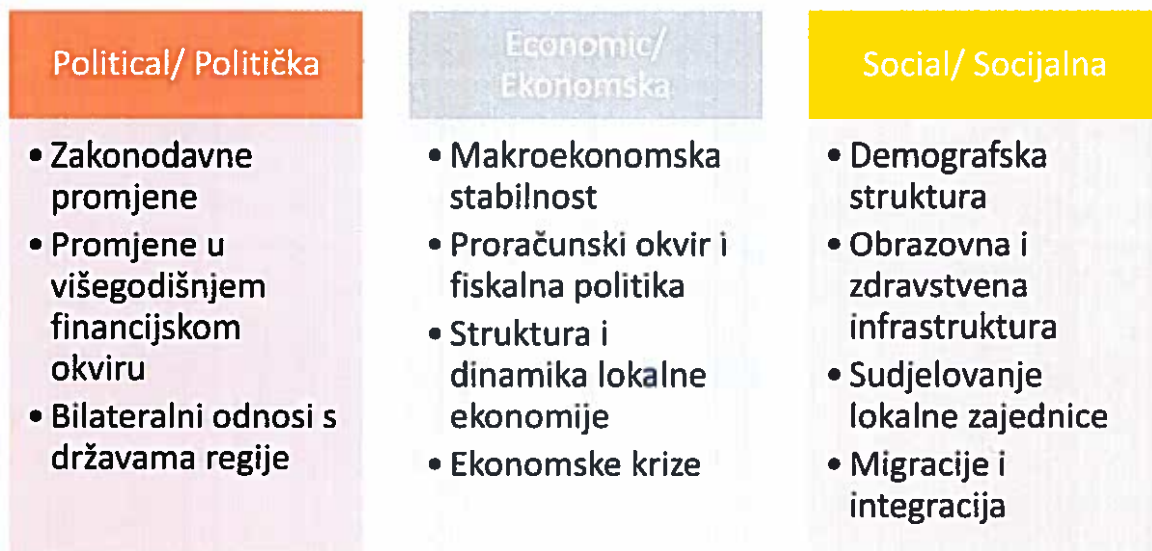 Political/ Politička
• Zakonodavne
promjene
• Promjene u
višegodišnjem
financijskom
okviru
• Bilateralni odnosi s
državama regije
Economic/
Ekonomska
• Makroekonomska
stabilnost
• Proračunski okvir i
fiskalna politika
• Struktura i
dinamika lokalne
ekonomije
• Ekonomske krize
Social/ Socijalna
• Demografska
struktura
• Obrazovna i
zdravstvena
infrastruktura
• Sudjelovanje
lokalne zajednice
• Migracije i
integracija